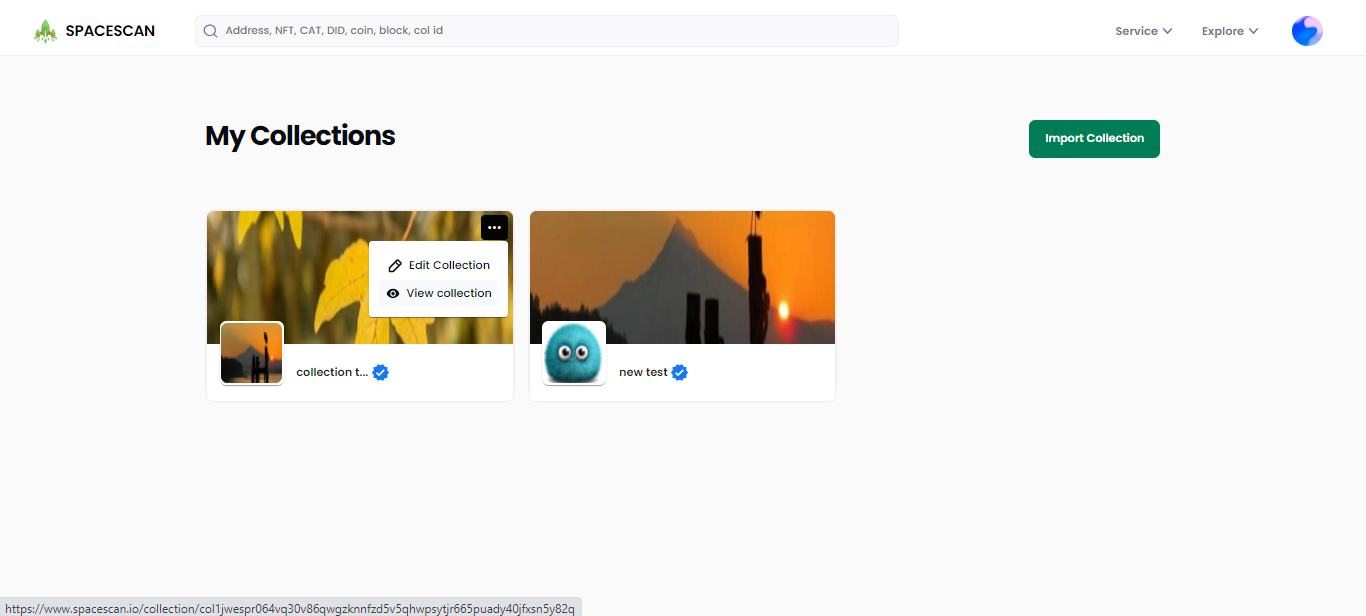 SPACESCAN
Address, NFT, CAT, DID, coin, block, col id
Service
Explore
My Collections
Import Collection
Edit Collection
View collection
collection t...
new test
https://www.spacescan.io/collection/col1jwespr064vq30v86qwgzknnfzd5v5qhwpsytjr665puady40jfxsn5y82q